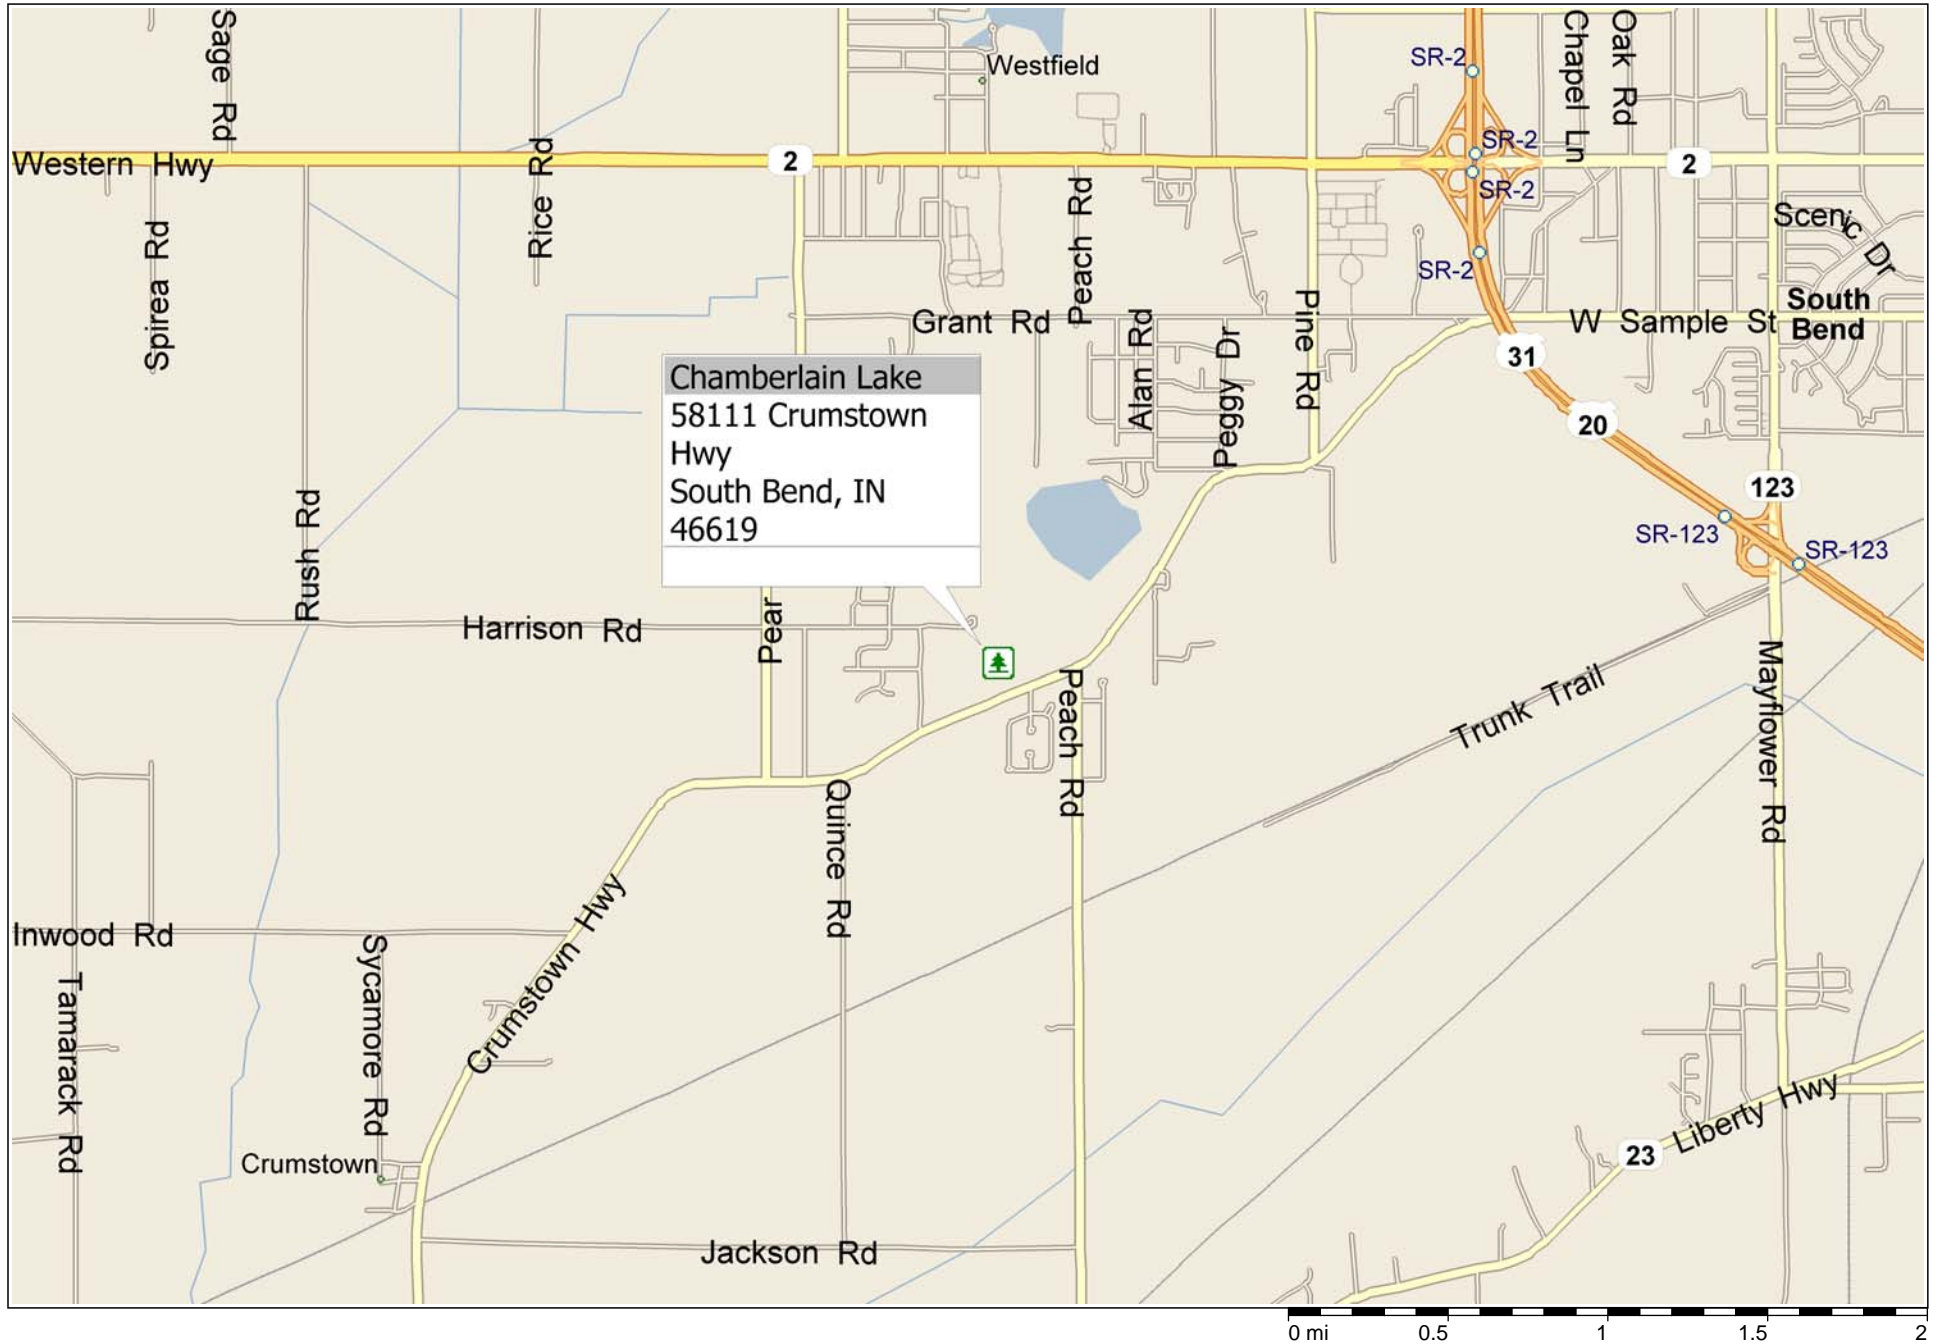 Sage Rd
Westfield
SR-2
Chapel Ln
Oak Rd
Western Hwy
Rice Rd
2
SR-2
2
SR-2
Spirea Rd
Peach Rd
Scenic Dr
SR-2
South
Bend
Grant Rd
Alan Rd
Peggy Dr
Pine Rd
W Sample St
31
Chamberlain Lake
58111 Crumstown
Hwy
South Bend, IN
46619
20
123
SR-123
SR-123
Rush Rd
Harrison Rd
Pear
Peach Rd
Trunk Trail
Mayflower Rd
Quince Rd
Crumstown Hwy
Inwood Rd
Sycamore Rd
Tamarack Rd
Crumstown
Liberty Hwy
23
Jackson Rd
0 mi 0.5 1 1.5 2